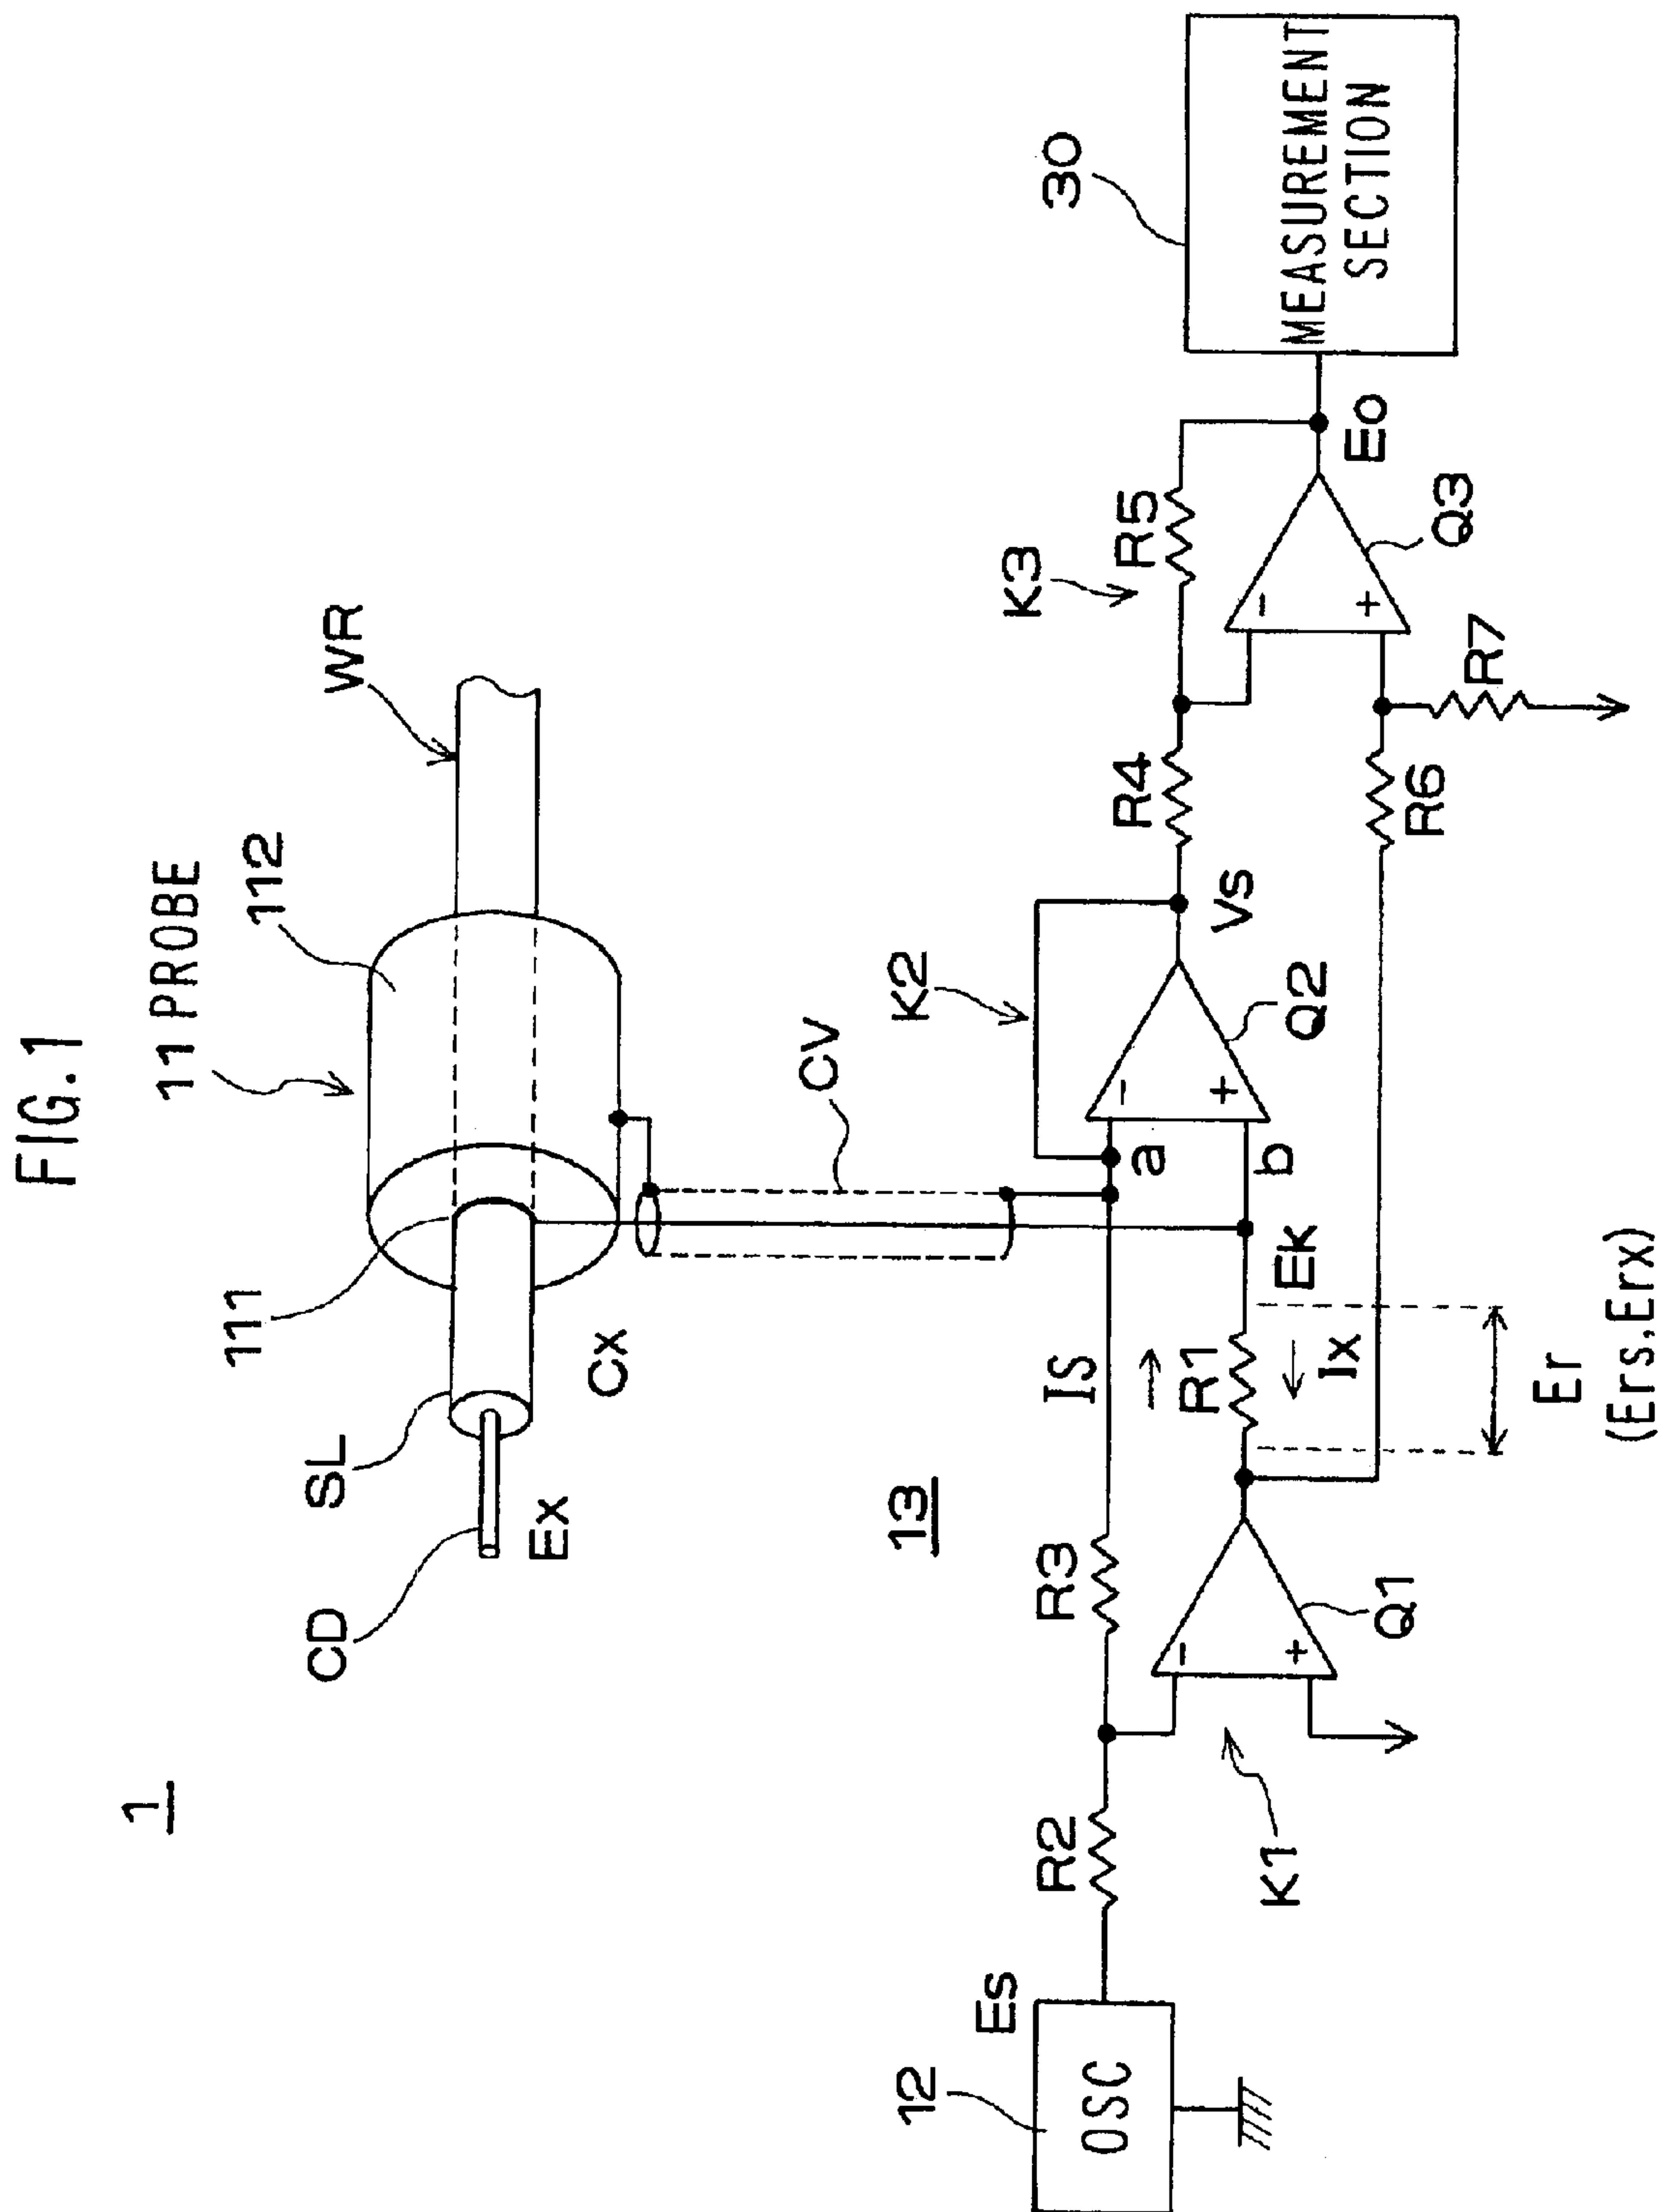 FIG.1
1
11 PROBE
112
WR
111
SL
CD
Ex
Cx
CV
13
12
Es
OSC
R2
R3
IS
K1
Q1
R1
Ix
Ek
Er
(Ers,Erx)
a
b
-
+
-
+
K2
Q2
Vs
R4
K3
R5
-
+
Q3
R6
R7
Eo
30
MEASUREMENT
SECTION